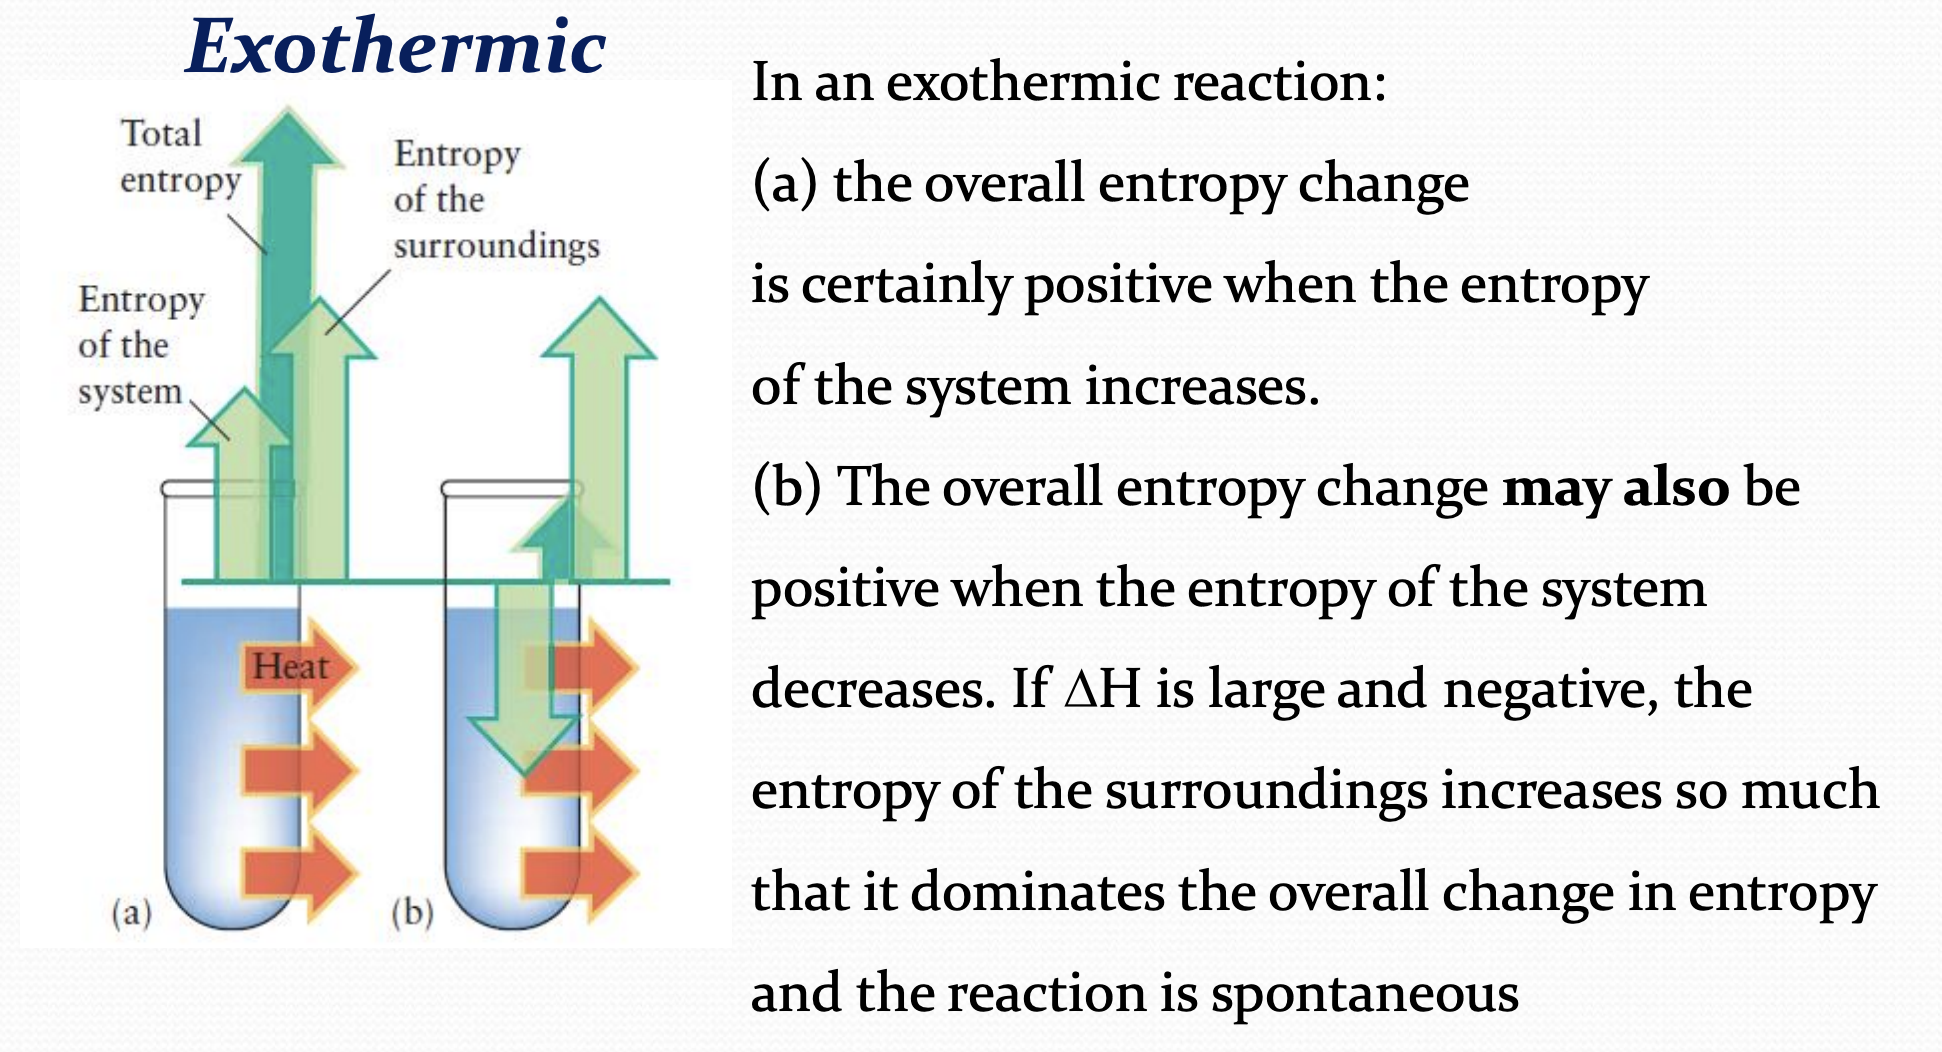 Exothermic
Total
entropy
Entropy
of the
surroundings
Entropy
of the
system
Heat
(a)
(b)
In an exothermic reaction:
(a) the overall entropy change
is certainly positive when the entropy
of the system increases.
(b) The overall entropy change may also be
positive when the entropy of the system
decreases. If ΔH is large and negative, the
entropy of the surroundings increases so much
that it dominates the overall change in entropy
and the reaction is spontaneous